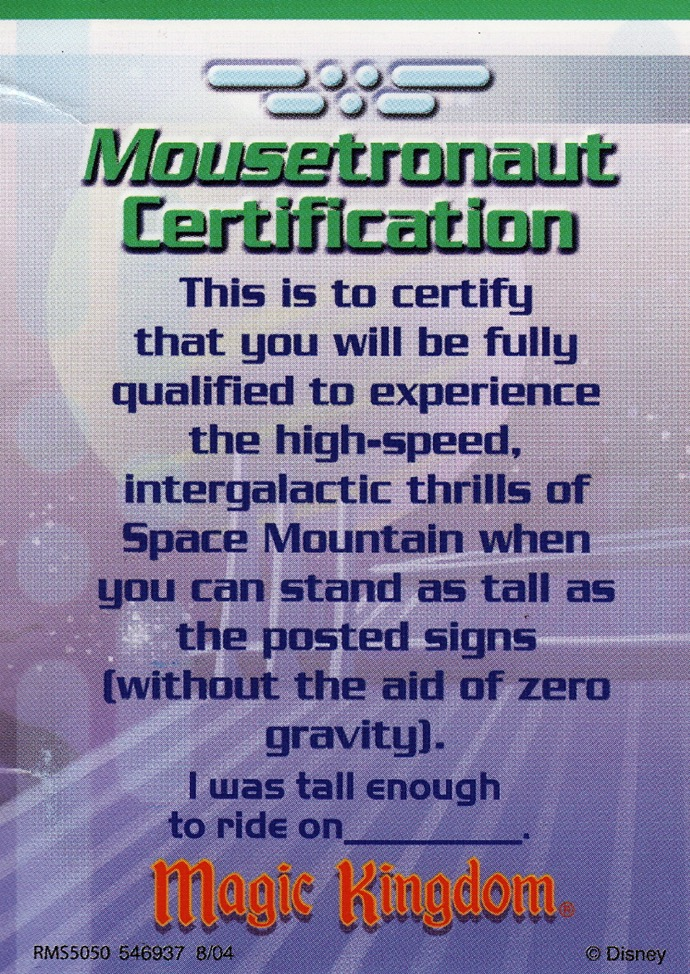 Mousetronaut
Certification
This is to certify
that you will be fully
qualified to experience
the high-speed,
intergalactic thrills of
Space Mountain when
you can stand as tall as
the posted signs
(without the aid of zero
gravity).
I was tall enough
to ride on__________.
Magic Kingdom®
RMS5050 546937 8/04 © Disney